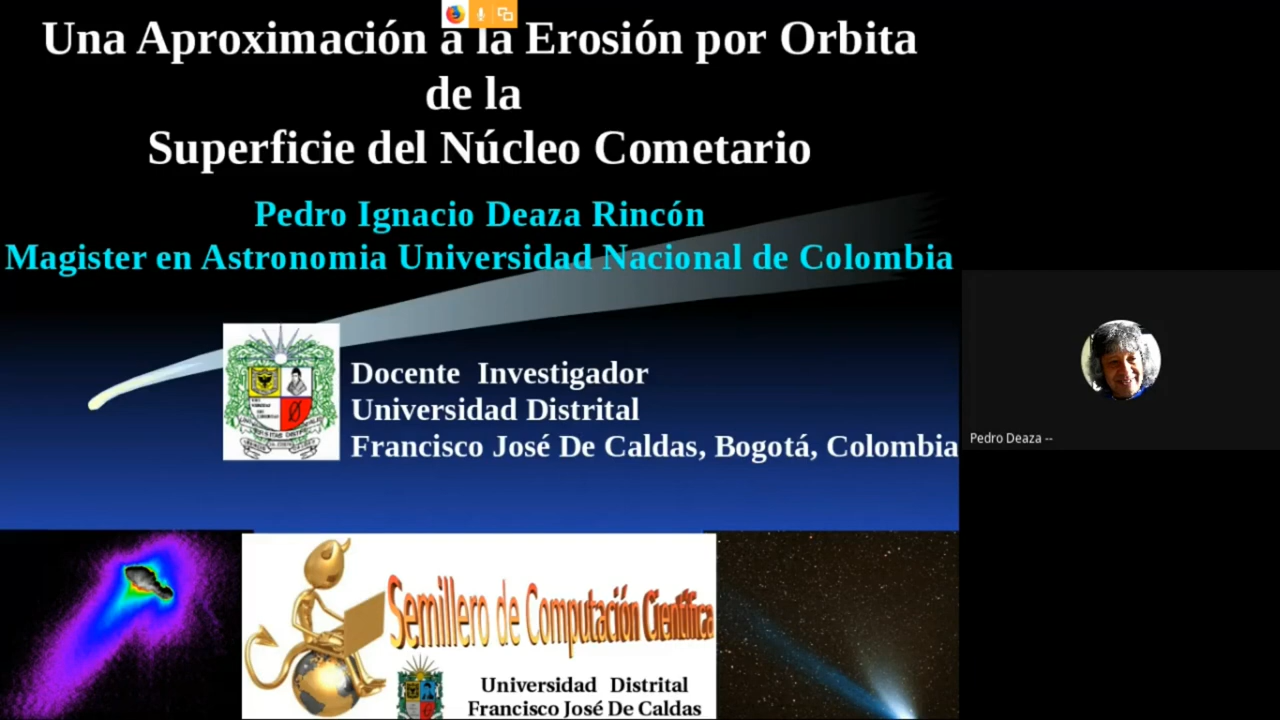 Una Aproximación a la Erosión por Orbita
de la
Superficie del Núcleo Cometario
Pedro Ignacio Deaza Rincón
Magister en Astronomia Universidad Nacional de Colombia
Docente Investigador
Universidad Distrital
Francisco José De Caldas, Bogotá, Colombia
Pedro Deaza --
Semillero de Computación Científica
Universidad Distrital
Francisco José De Caldas